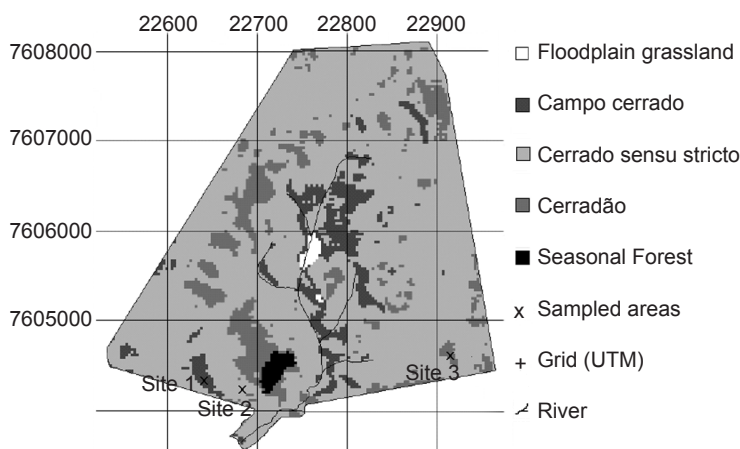 22600 22700 22800 22900
7608000
7607000
7606000
7605000
Site 1
Site 2
Site 3
Floodplain grassland
Campo cerrado
Cerrado sensu stricto
Cerradão
Seasonal Forest
x Sampled areas
+ Grid (UTM)
River